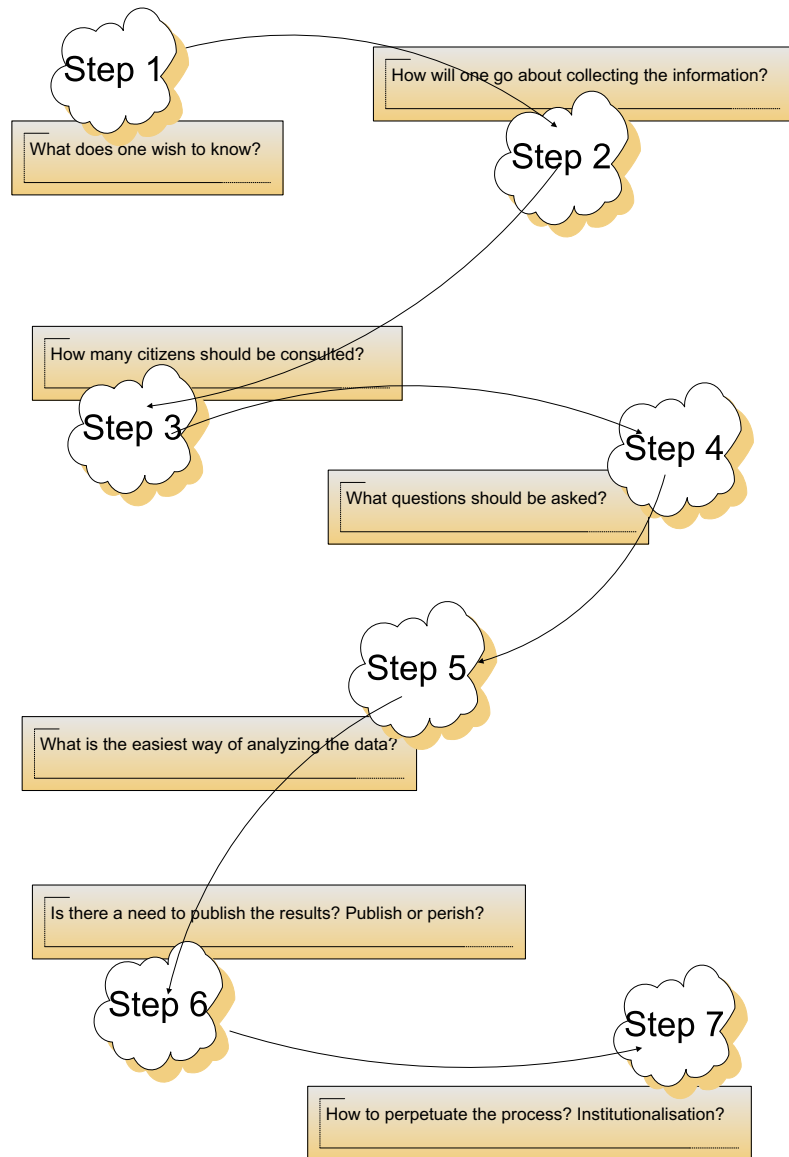 Step 1
What does one wish to know?
How will one go about collecting the information?
Step 2
How many citizens should be consulted?
Step 3
Step 4
What questions should be asked?
Step 5
What is the easiest way of analyzing the data?
Is there a need to publish the results? Publish or perish?
Step 6
Step 7
How to perpetuate the process? Institutionalisation?